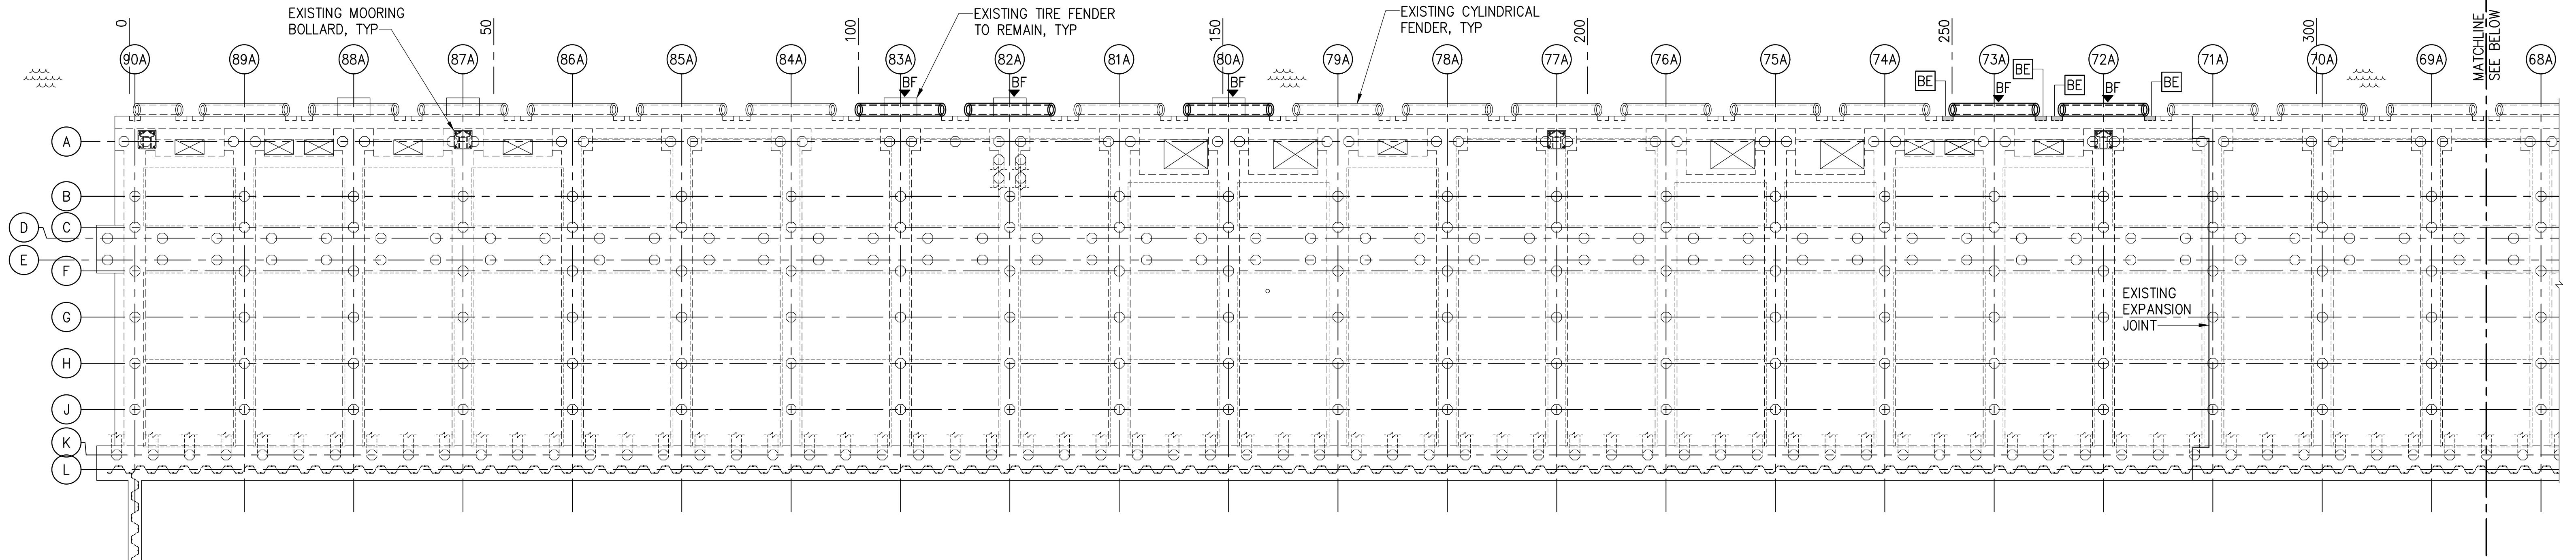 EXISTING MOORING
BOLLARD, TYP
EXISTING TIRE FENDER
TO REMAIN, TYP
EXISTING CYLINDRICAL
FENDER, TYP
MATCHLINE
SEE BELOW
0
50
100
150
200
250
300
90A
89A
88A
87A
86A
85A
84A
83A
82A
81A
80A
79A
78A
77A
76A
75A
74A
73A
72A
71A
70A
69A
68A
BF
BF
BF
BF
BF
BE
BE
BE
BE
A
B
C
D
E
F
G
H
J
K
L
EXISTING
EXPANSION
JOINT